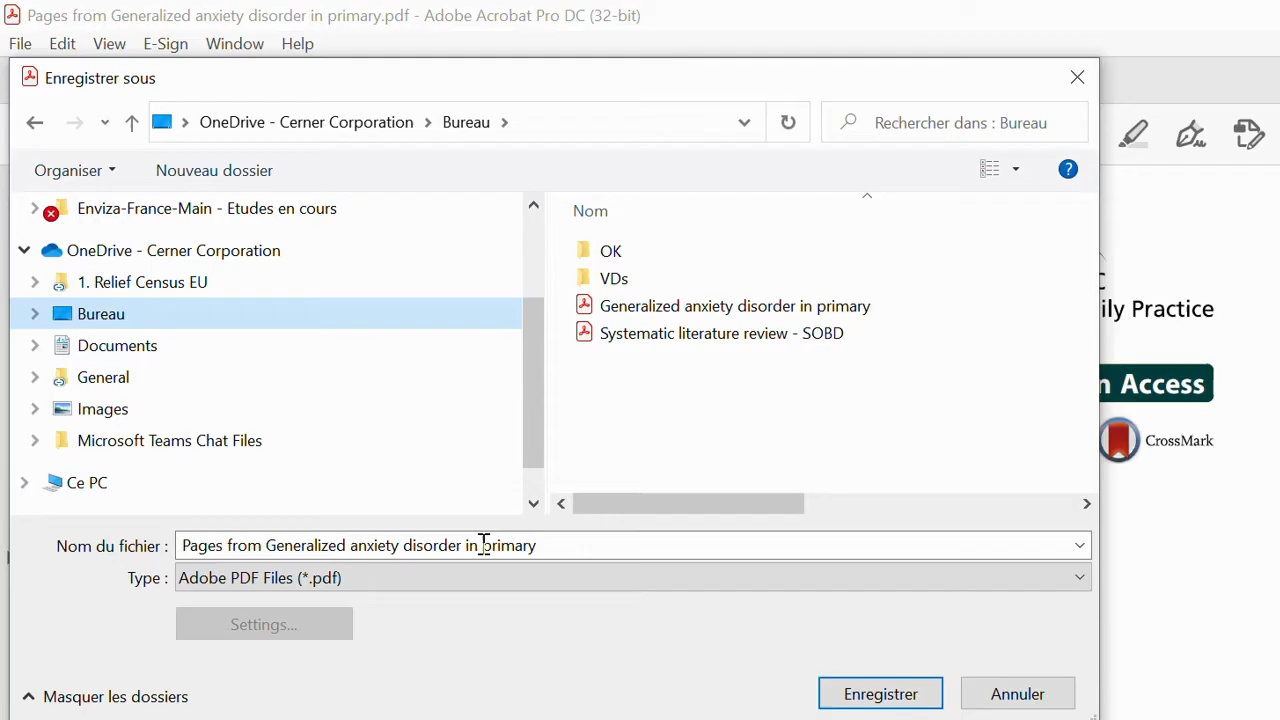 Pages from Generalized anxiety disorder in primary.pdf - Adobe Acrobat Pro DC (32-bit)
File Edit View E-Sign Window Help
Enregistrer sous
OneDrive - Cerner Corporation Bureau
Rechercher dans : Bureau
Organiser Nouveau dossier
Enviza-France-Main - Etudes en cours
OneDrive - Cerner Corporation
1. Relief Census EU
Bureau
Documents
General
Images
Microsoft Teams Chat Files
Ce PC
Nom
OK
VDs
Generalized anxiety disorder in primary
Systematic literature review - SOBD
C
ily Practice
n Access
CrossMark
Nom du fichier : Pages from Generalized anxiety disorder in primary
Type : Adobe PDF Files (*.pdf)
Settings...
Masquer les dossiers
Enregistrer Annuler